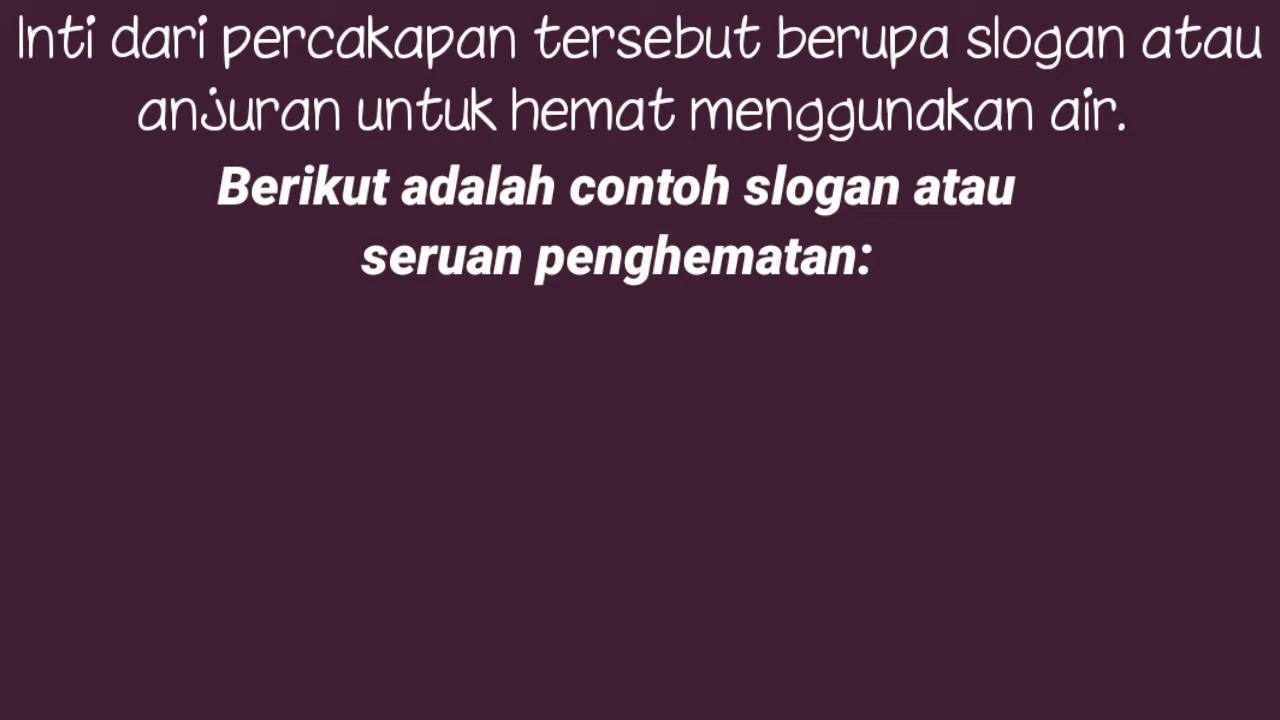 Inti dari percakapan tersebut berupa slogan atau
anjuran untuk hemat menggunakan air.
Berikut adalah contoh slogan atau
seruan penghematan: